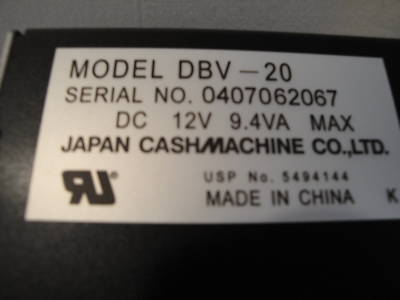 MODEL DBV-20
SERIAL NO. 0407062067
DC 12V 9.4VA MAX
JAPAN CASHMACHINE CO.,LTD.
USP No. 5494144
MADE IN CHINA K